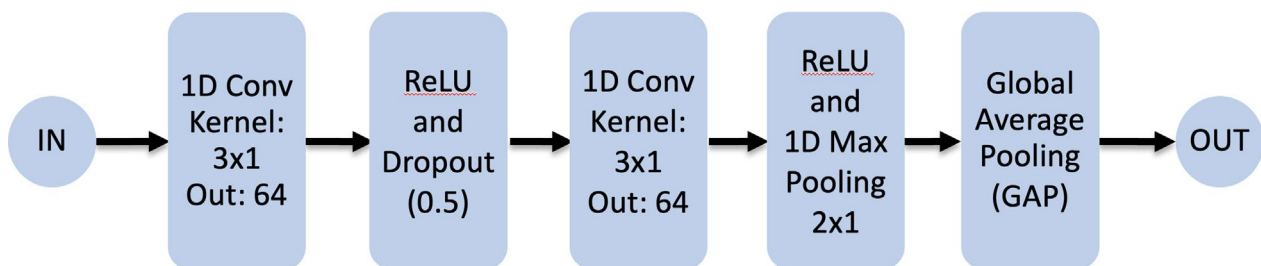 IN
1D Conv
Kernel:
3x1
Out: 64
ReLU
and
Dropout
(0.5)
1D Conv
Kernel:
3x1
Out: 64
ReLU
and
1D Max
Pooling
2x1
Global
Average
Pooling
(GAP)
OUT